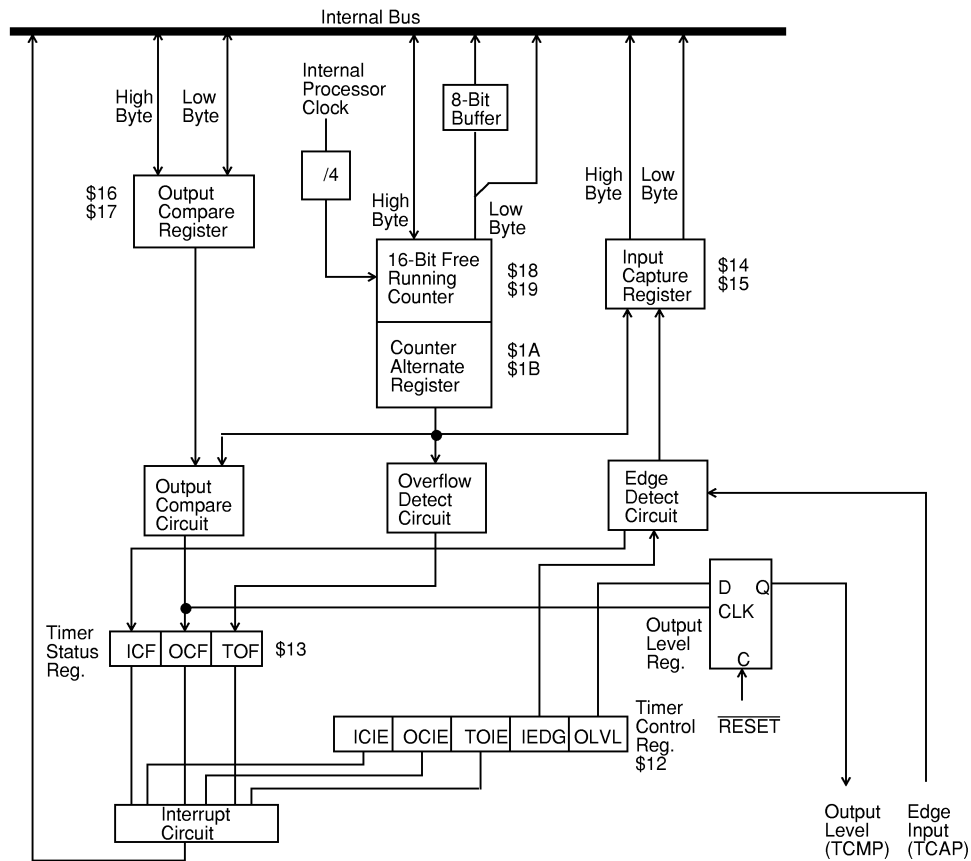 Internal Bus
Internal
Processor
Clock
8-Bit
Buffer
High
Byte
Low
Byte
/4
High
Byte
Low
Byte
$16
$17
Output
Compare
Register
High
Byte
Low
Byte
16-Bit Free
Running
Counter
$18
$19
Input
Capture
Register
$14
$15
Counter
Alternate
Register
$1A
$1B
Output
Compare
Circuit
Overflow
Detect
Circuit
Edge
Detect
Circuit
D Q
CLK
C
Output
Level
Reg.
RESET
Timer
Status
Reg.
ICF OCF TOF
$13
ICIE OCIE TOIE IEDG OLVL
Timer
Control
Reg.
$12
Interrupt
Circuit
Output
Level
(TCMP)
Edge
Input
(TCAP)